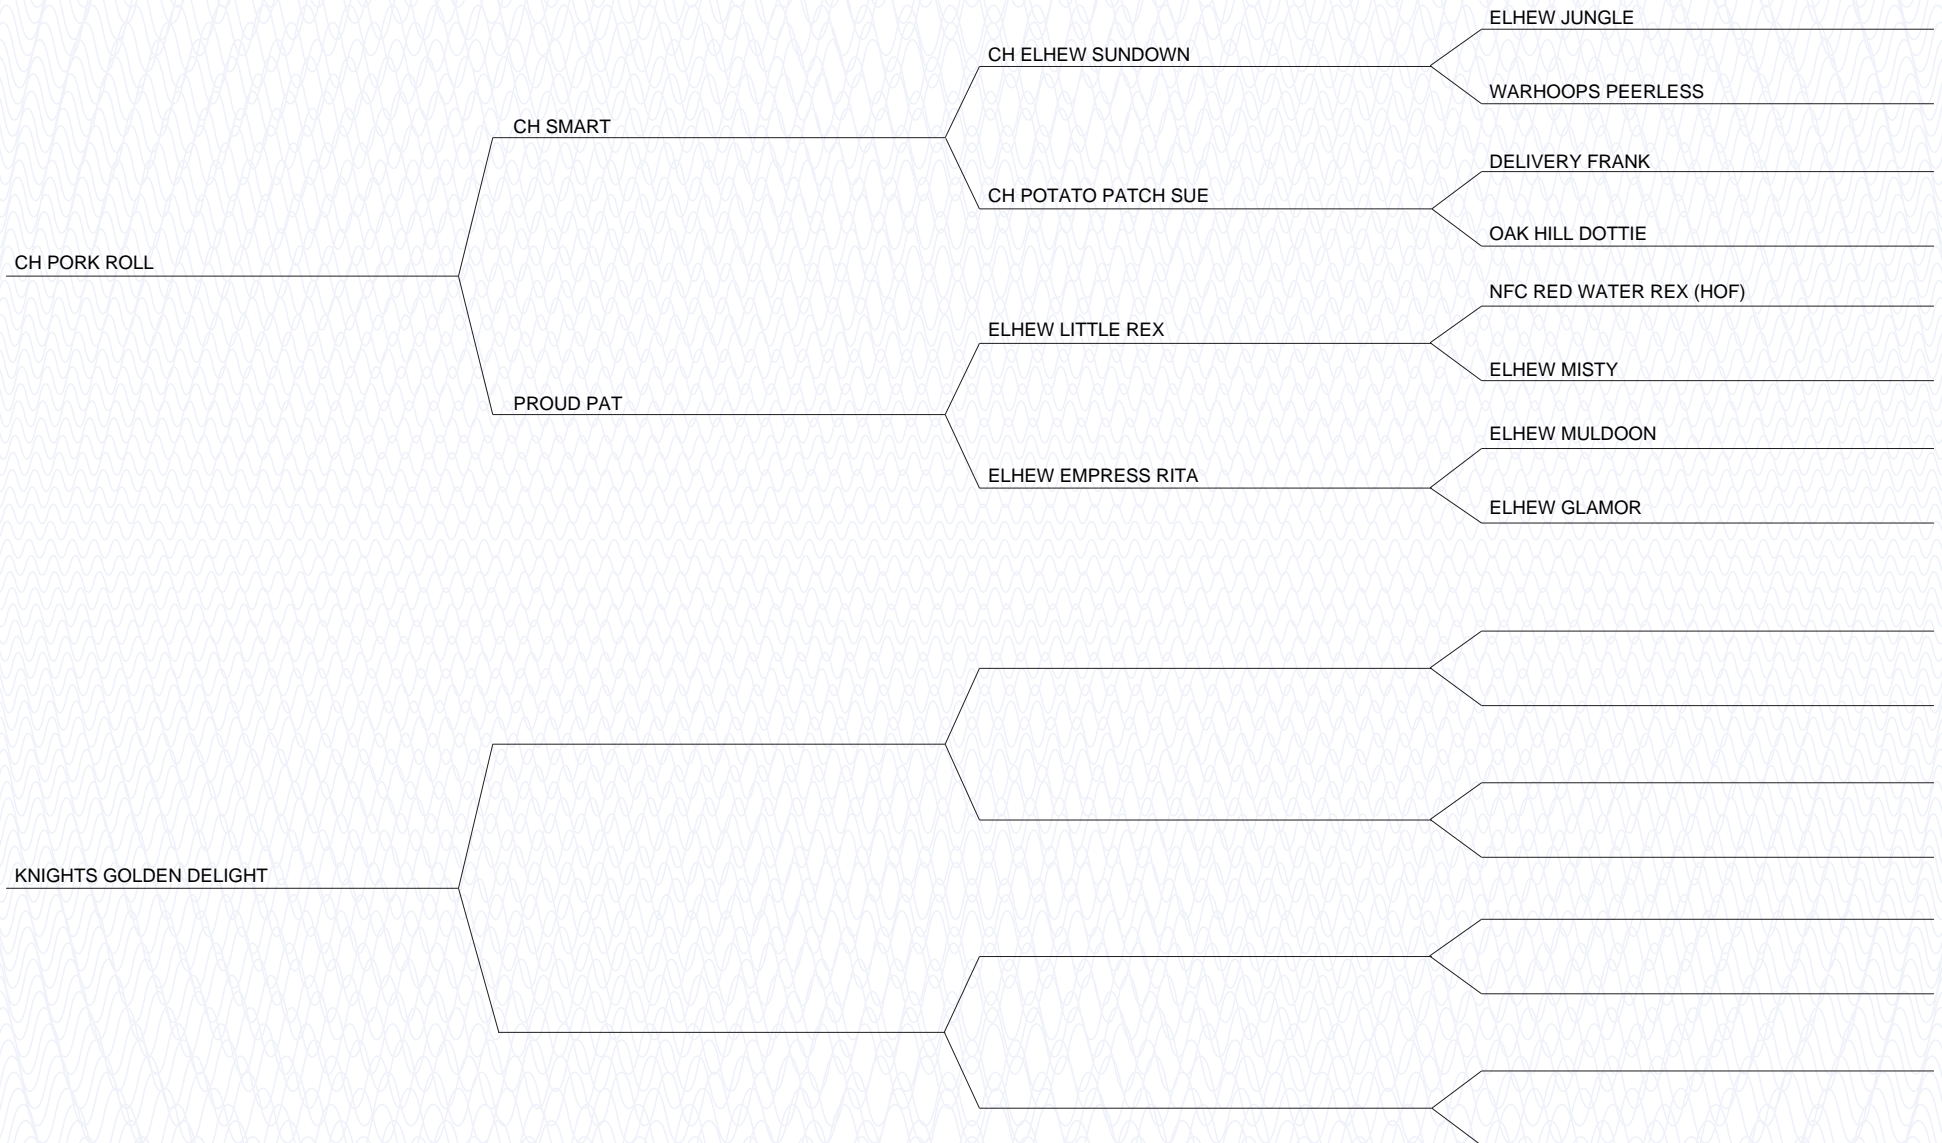 ELHEW JUNGLE
CH ELHEW SUNDOWN
WARHOOPS PEERLESS
CH SMART
DELIVERY FRANK
CH POTATO PATCH SUE
OAK HILL DOTTIE
CH PORK ROLL
NFC RED WATER REX (HOF)
ELHEW LITTLE REX
ELHEW MISTY
PROUD PAT
ELHEW MULDOON
ELHEW EMPRESS RITA
ELHEW GLAMOR
KNIGHTS GOLDEN DELIGHT